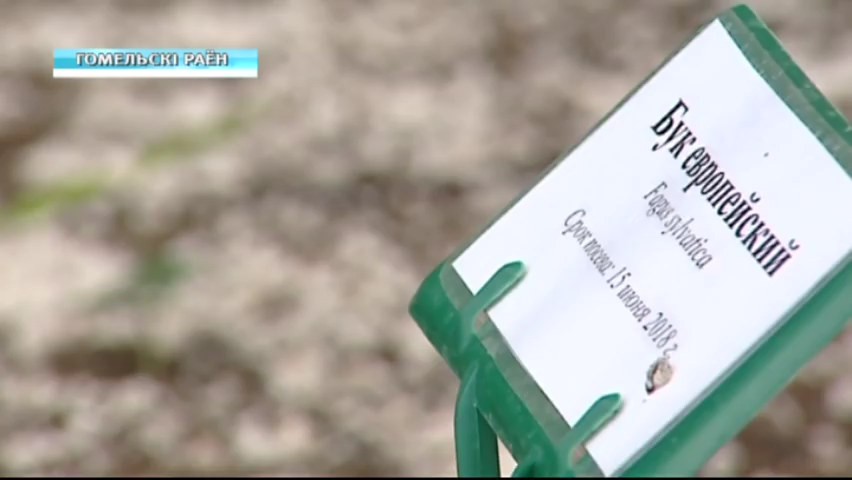 ГОМЕЛЬСКІ РАЁН
Бук европейский
Fagus sylvatica
Срок посева: 15 июня 2018 г.